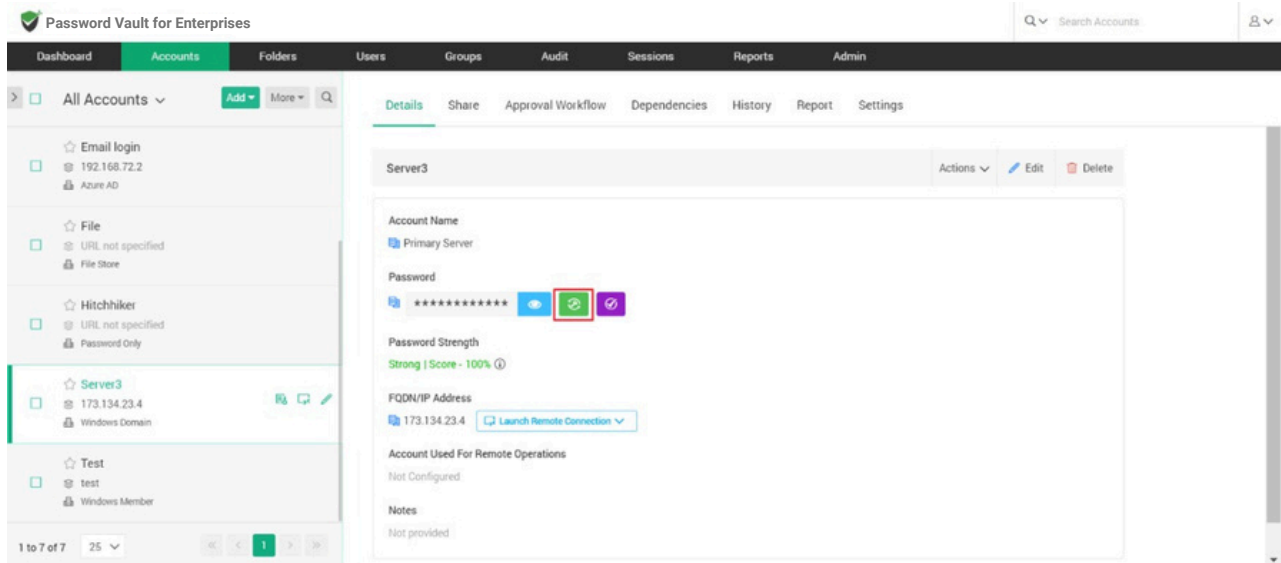 Password Vault for Enterprises
Search Accounts
Dashboard Accounts Folders Users Groups Audit Sessions Reports Admin
All Accounts Add More
Details Share Approval Workflow Dependencies History Report Settings
Email login
192.168.72.2
Azure AD
File
URL not specified
File Store
Hitchhiker
URL not specified
Password Only
Server3
173.134.23.4
Windows Domain
Test
test
Windows Member
1 to 7 of 7 25 « < 1 > »
Server3 Actions Edit Delete
Account Name
Primary Server
Password
************
Password Strength
Strong | Score - 100%
FQDN/IP Address
173.134.23.4 Launch Remote Connection
Account Used For Remote Operations
Not Configured
Notes
Not provided